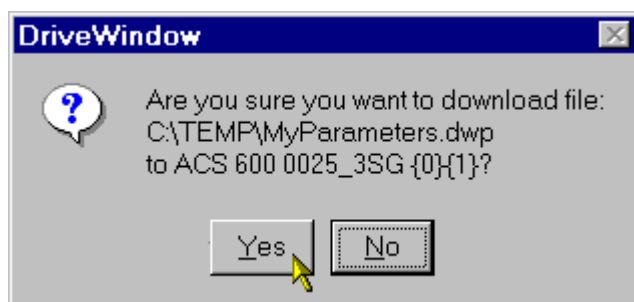 DriveWindow
Are you sure you want to download file:
C:\TEMP\MyParameters.dwp
to ACS 600 0025_3SG {0}{1}?
Yes No